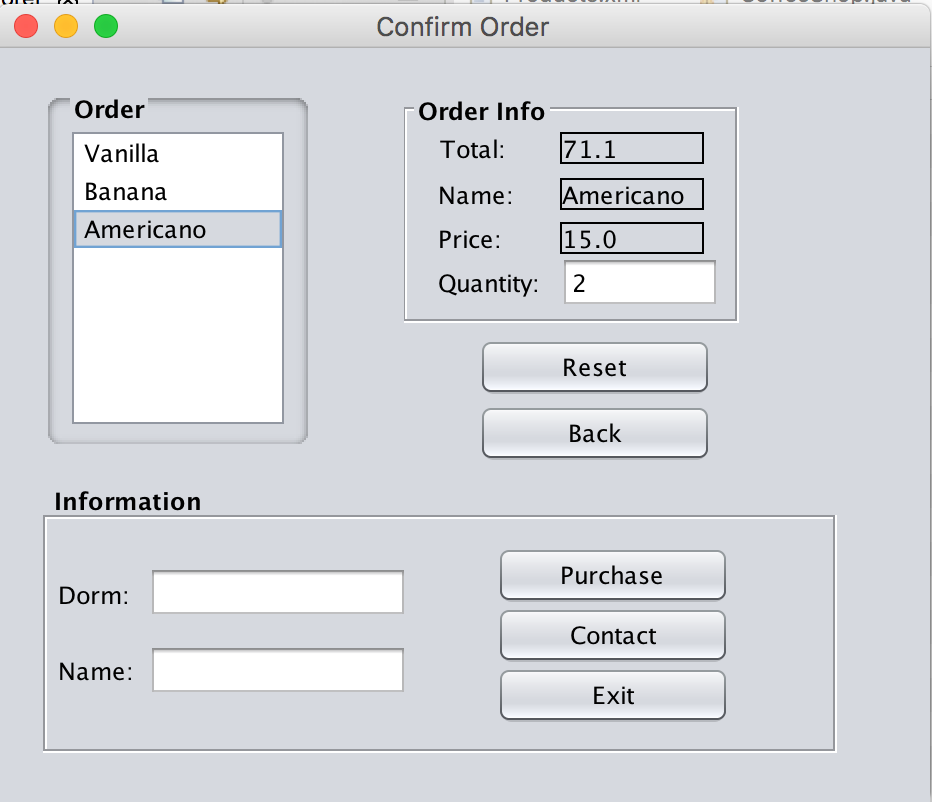 Confirm Order
Order
Vanilla
Banana
Americano
Order Info
Total: 71.1
Name: Americano
Price: 15.0
Quantity: 2
Reset
Back
Information
Dorm:
Name:
Purchase
Contact
Exit